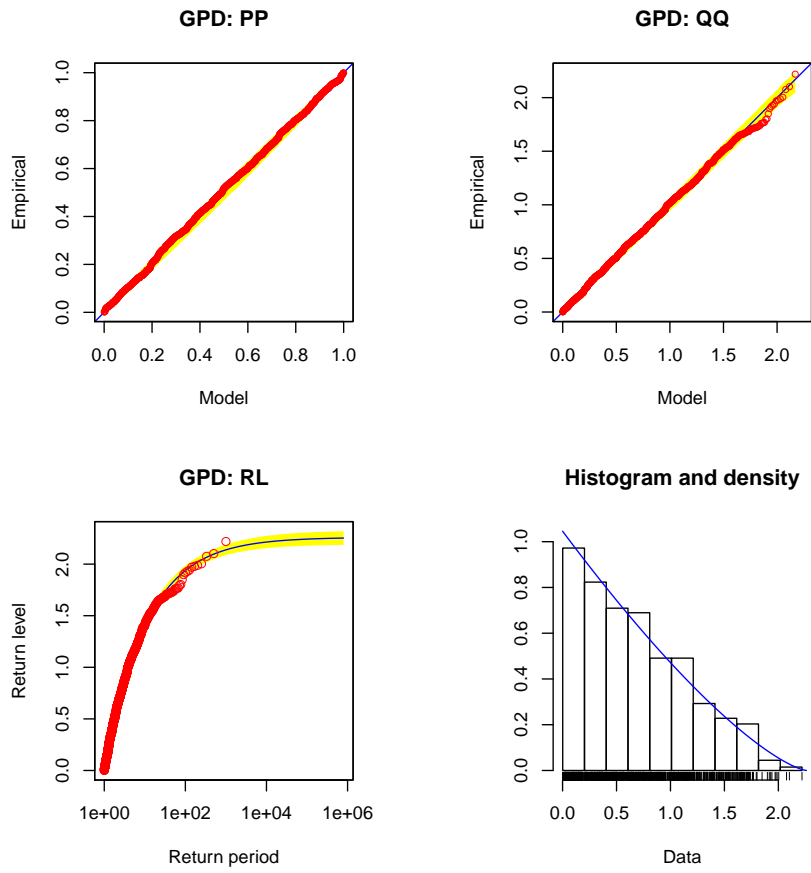 GPD: PP
Empirical
1.0
0.8
0.6
0.4
0.2
0.0
0.0 0.2 0.4 0.6 0.8 1.0
Model
GPD: QQ
Empirical
2.0
1.5
1.0
0.5
0.0
0.0 0.5 1.0 1.5 2.0
Model
GPD: RL
Return level
2.0
1.5
1.0
0.5
0.0
1e+00 1e+02 1e+04 1e+06
Return period
Histogram and density
1.0
0.8
0.6
0.4
0.2
0.0
0.0 0.5 1.0 1.5 2.0
Data